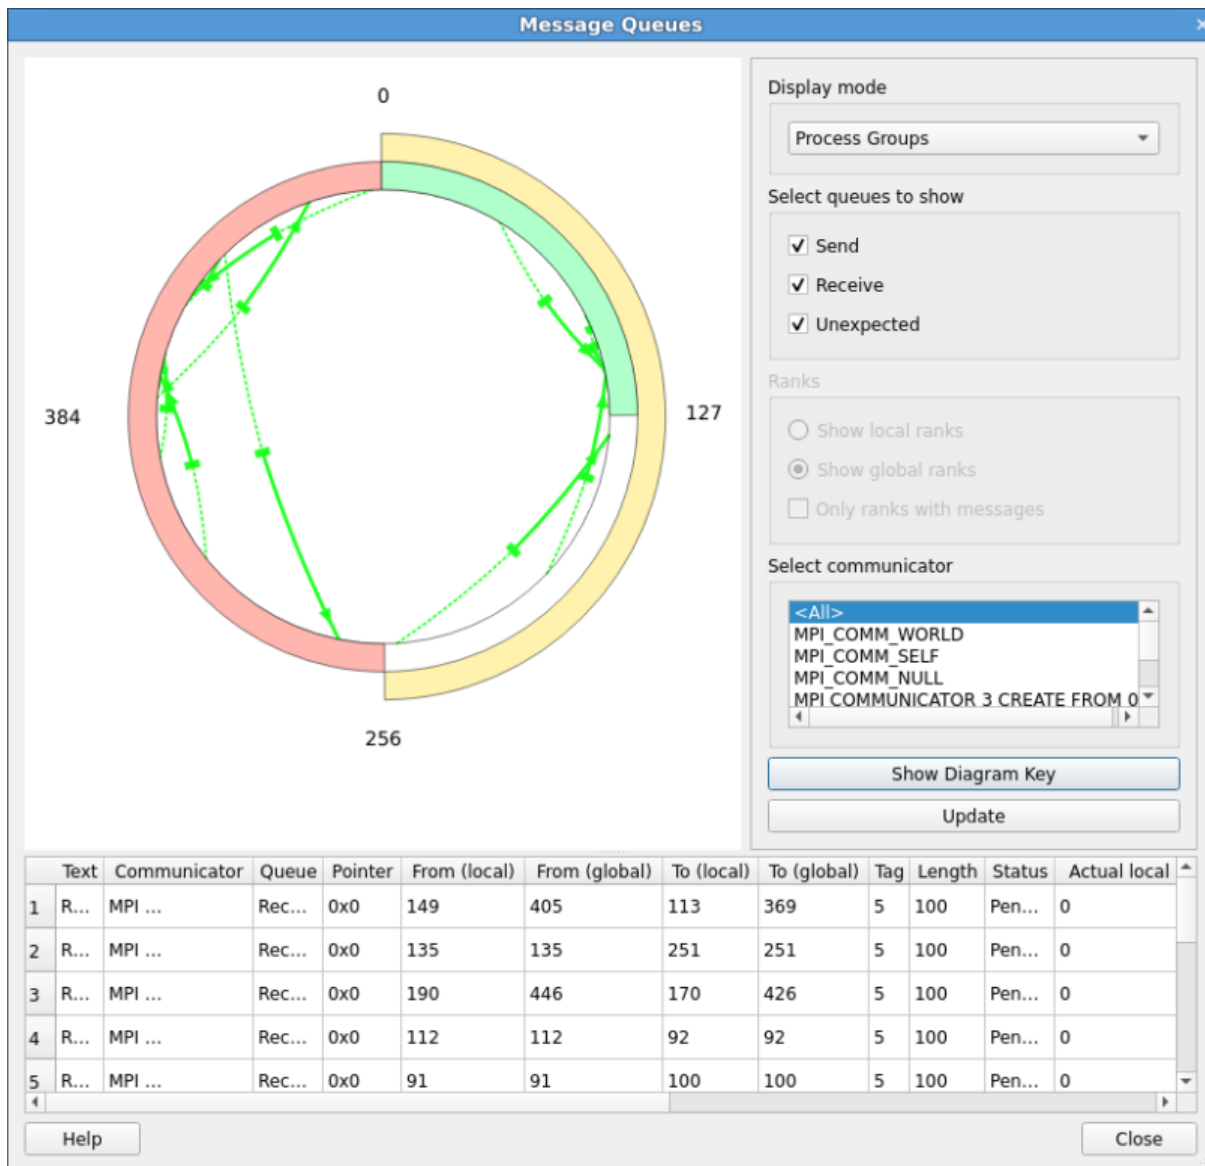 Message Queues
0
127
256
384
Display mode
Process Groups
Select queues to show
Send
Receive
Unexpected
Ranks
Show local ranks
Show global ranks
Only ranks with messages
Select communicator
<All>
MPI_COMM_WORLD
MPI_COMM_SELF
MPI_COMM_NULL
MPI COMMUNICATOR 3 CREATE FROM 0
Show Diagram Key
Update
Text Communicator Queue Pointer From (local) From (global) To (local) To (global) Tag Length Status Actual local
1 R... MPI ... Rec... 0x0 149 405 113 369 5 100 Pen... 0
2 R... MPI ... Rec... 0x0 135 135 251 251 5 100 Pen... 0
3 R... MPI ... Rec... 0x0 190 446 170 426 5 100 Pen... 0
4 R... MPI ... Rec... 0x0 112 112 92 92 5 100 Pen... 0
5 R... MPI ... Rec... 0x0 91 91 100 100 5 100 Pen... 0
Help
Close